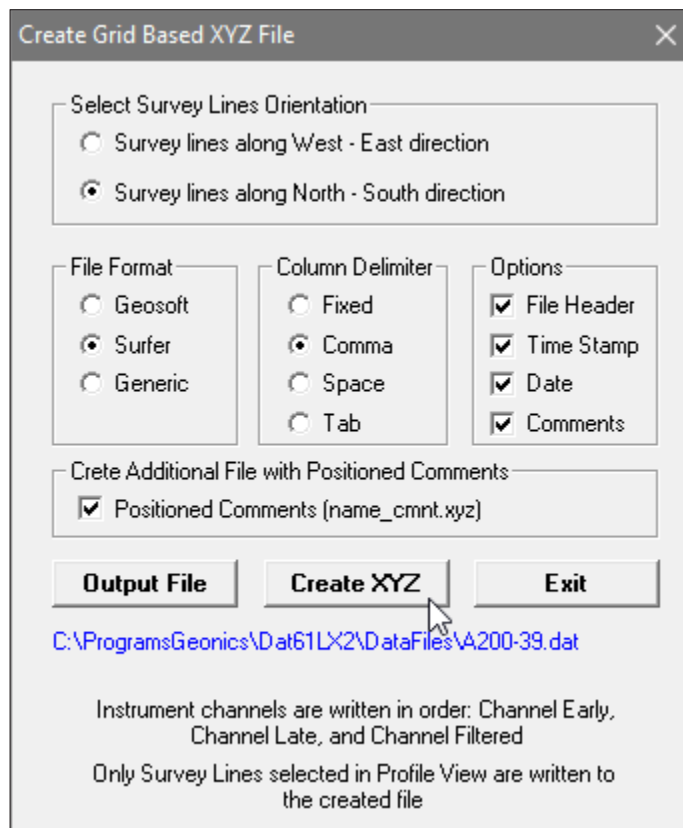 Create Grid Based XYZ File
Select Survey Lines Orientation
Survey lines along West - East direction
Survey lines along North - South direction
File Format
Geosoft
Surfer
Generic
Column Delimiter
Fixed
Comma
Space
Tab
Options
File Header
Time Stamp
Date
Comments
Crete Additional File with Positioned Comments
Positioned Comments (name_cmnt.xyz)
Output File
Create XYZ
Exit
C:\ProgramsGeonics\Dat61LX2\DataFiles\A200-39.dat
Instrument channels are written in order: Channel Early,
Channel Late, and Channel Filtered
Only Survey Lines selected in Profile View are written to
the created file